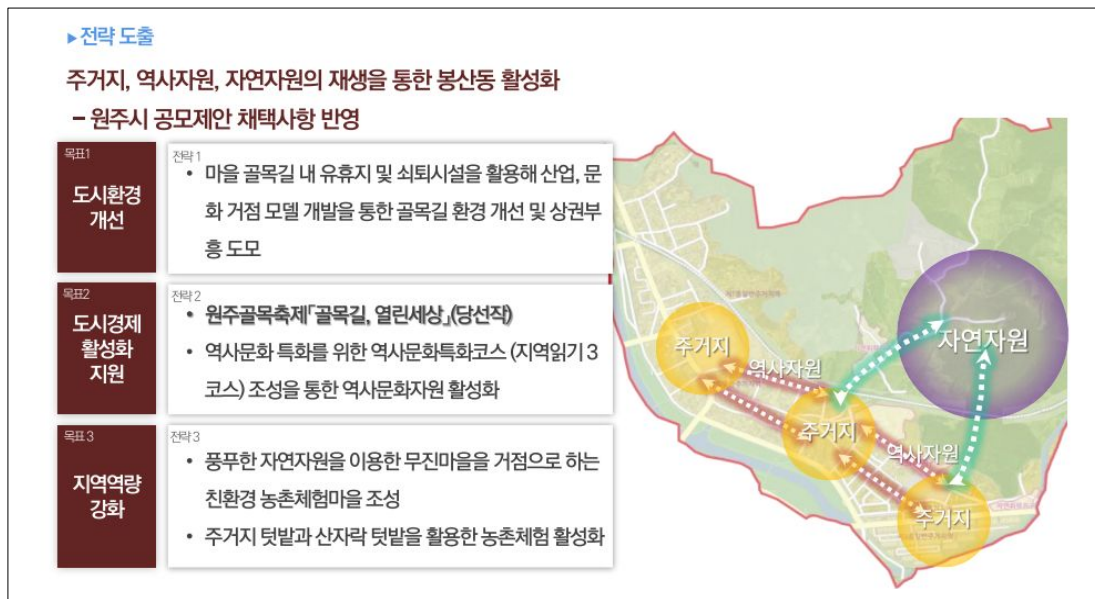 ▶전략 도출
주거지, 역사자원, 자연자원의 재생을 통한 봉산동 활성화
– 원주시 공모제안 채택사항 반영
목표1
도시환경
개선
전략 1
• 마을 골목길 내 유휴지 및 쇠퇴시설을 활용해 산업, 문
화 거점 모델 개발을 통한 골목길 환경 개선 및 상권부
흥 도모
목표2
도시경제
활성화
지원
전략 2
• 원주골목축제「골목길, 열린세상」(당선작)
• 역사문화 특화를 위한 역사문화특화코스 (지역읽기 3
코스) 조성을 통한 역사문화자원 활성화
목표 3
지역역량
강화
전략3
• 풍푸한 자연자원을 이용한 무진마을을 거점으로 하는
친환경 농촌체험마을 조성
• 주거지 텃밭과 산자락 텃밭을 활용한 농촌체험 활성화
주거지
역사자원
자연자원
주거지
역사자원
주거지